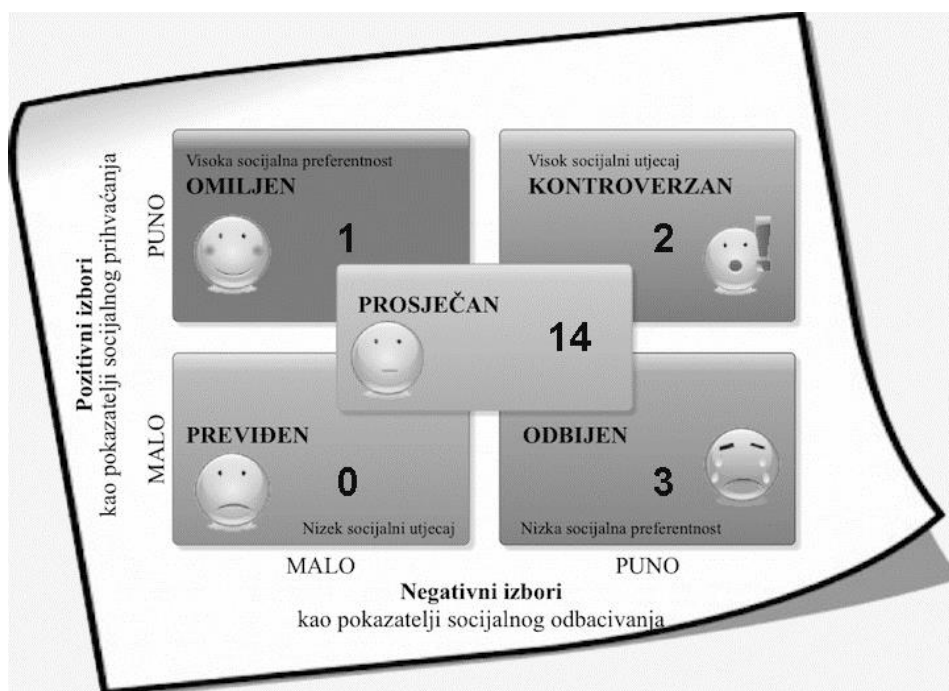 Pozitivni izbori
kao pokazatelji socijalnog prihvaćanja
PUNO
MALO
Visoka socijalna preferentnost
OMILJEN
1
Visok socijalni utjecaj
KONTROVERZAN
2
PROSJEČAN
14
PREVIĐEN
0
Nizek socijalni utjecaj
ODBIJEN
3
Nizka socijalna preferentnost
MALO
PUNO
Negativni izbori
kao pokazatelji socijalnog odbacivanja